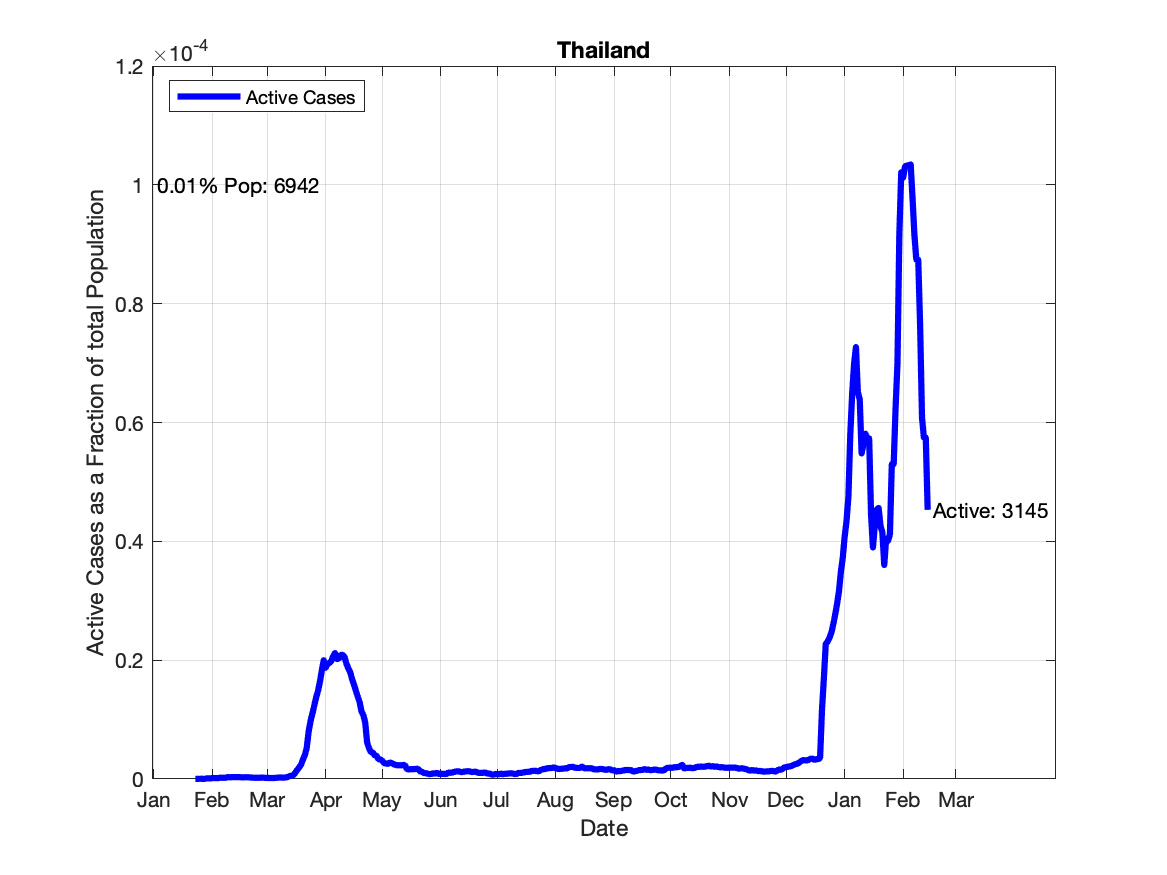 Thailand
×10⁻⁴
1.2
1
0.8
0.6
0.4
0.2
0
Active Cases as a Fraction of total Population
Active Cases
0.01% Pop: 6942
Active: 3145
Jan Feb Mar Apr May Jun Jul Aug Sep Oct Nov Dec Jan Feb Mar
Date